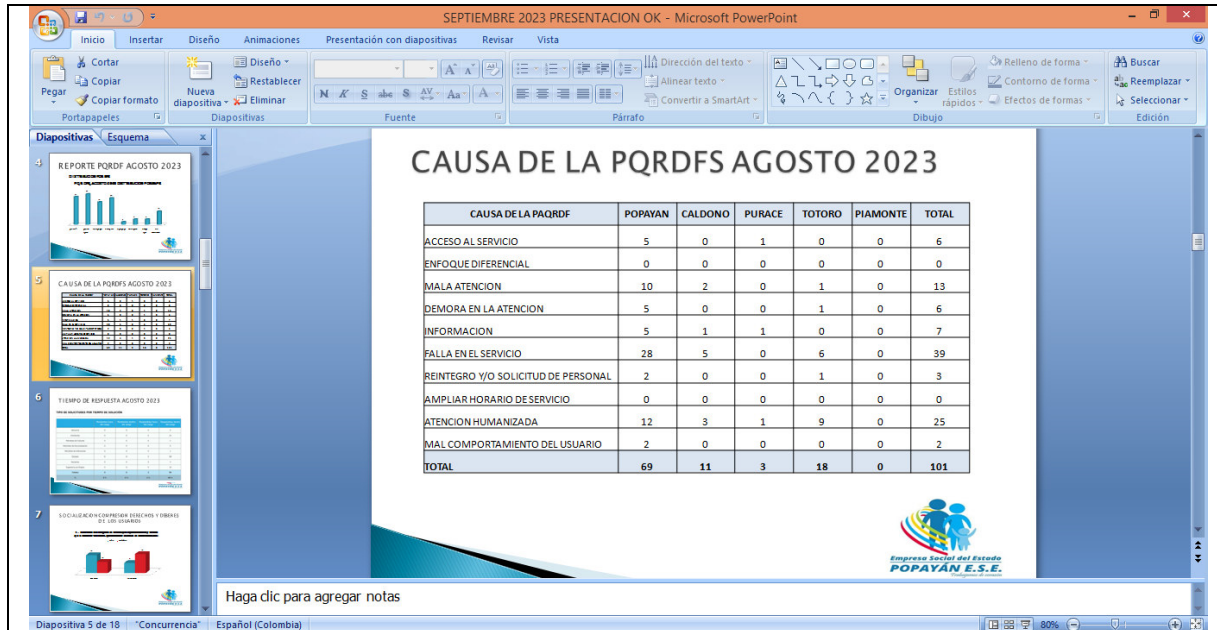 SEPTIEMBRE 2023 PRESENTACION OK - Microsoft PowerPoint
Inicio Insertar Diseño Animaciones Presentación con diapositivas Revisar Vista
Pegar
Cortar
Copiar
Copiar formato
Portapapeles
Nueva diapositiva
Diseño
Restablecer
Eliminar
Diapositivas
N K S abc S AV Aa A
Fuente
Párrafo
Dirección del texto
Alinear texto
Convertir a SmartArt
Organizar
Estilos rápidos
Relleno de forma
Contorno de forma
Efectos de formas
Dibujo
Buscar
Reemplazar
Seleccionar
Edición
Diapositivas Esquema x
4
REPORTE PQRDF AGOSTO 2023
5
CAUSA DE LA PQRDFS AGOSTO 2023
6
TIEMPO DE RESPUESTA AGOSTO 2023
7
CAUSA DE LA PQRDFS AGOSTO 2023
CAUSA DE LA PAQRDF POPAYAN CALDONO PURACE TOTORO PIAMONTE TOTAL
ACCESO AL SERVICIO 5 0 1 0 0 6
ENFOQUE DIFERENCIAL 0 0 0 0 0 0
MALA ATENCION 10 2 0 1 0 13
DEMORA EN LA ATENCION 5 0 0 1 0 6
INFORMACION 5 1 1 0 0 7
FALLA EN EL SERVICIO 28 5 0 6 0 39
REINTEGRO Y/O SOLICITUD DE PERSONAL 2 0 0 1 0 3
AMPLIAR HORARIO DE SERVICIO 0 0 0 0 0 0
ATENCION HUMANIZADA 12 3 1 9 0 25
MAL COMPORTAMIENTO DEL USUARIO 2 0 0 0 0 2
TOTAL 69 11 3 18 0 101
Empresa Social del Estado
POPAYÁN E.S.E.
Haga clic para agregar notas
Diapositiva 5 de 18 "Concurrencia" Español (Colombia) 80%